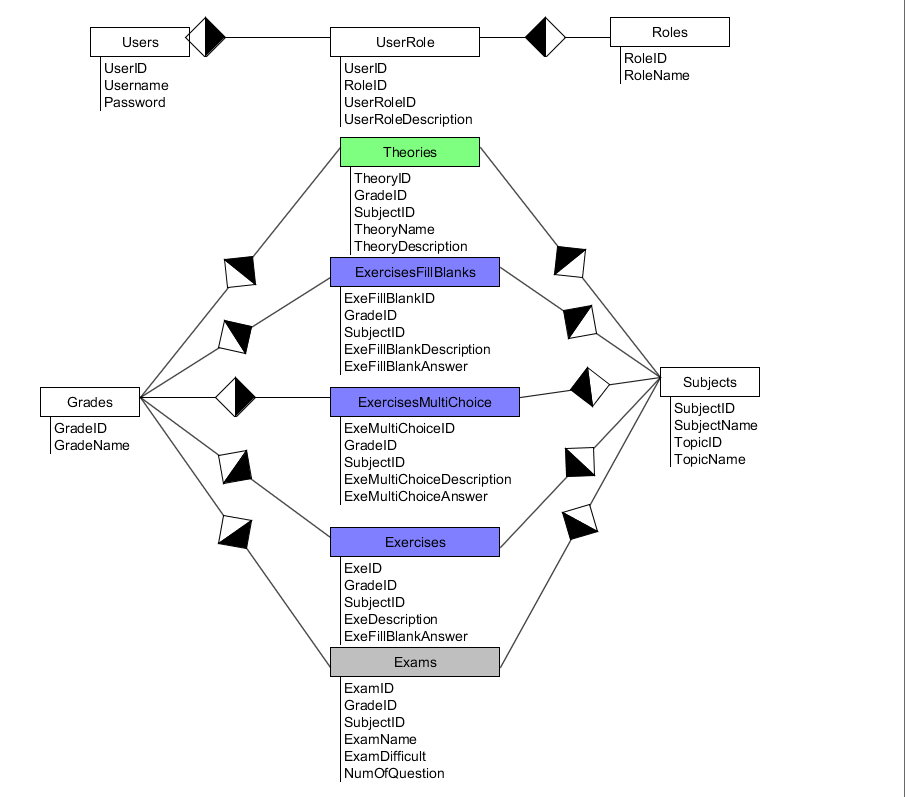 Users
UserID
Username
Password
UserRole
UserID
RoleID
UserRoleID
UserRoleDescription
Roles
RoleID
RoleName
Theories
TheoryID
GradeID
SubjectID
TheoryName
TheoryDescription
ExercisesFillBlanks
ExeFillBlankID
GradeID
SubjectID
ExeFillBlankDescription
ExeFillBlankAnswer
Grades
GradeID
GradeName
ExercisesMultiChoice
ExeMultiChoiceID
GradeID
SubjectID
ExeMultiChoiceDescription
ExeMultiChoiceAnswer
Subjects
SubjectID
SubjectName
TopicID
TopicName
Exercises
ExeID
GradeID
SubjectID
ExeDescription
ExeFillBlankAnswer
Exams
ExamID
GradeID
SubjectID
ExamName
ExamDifficult
NumOfQuestion